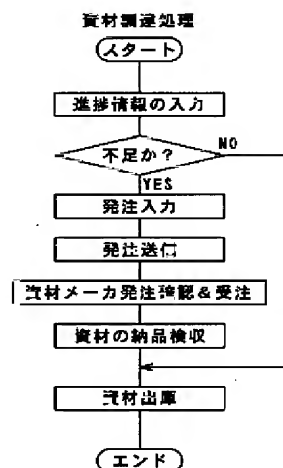 資材調達処理
スタート
進捗情報の入力
不足か？
NO
YES
発注入力
発注送信
資材メーカ発注確認＆受注
資材の納品検収
資材出庫
エンド